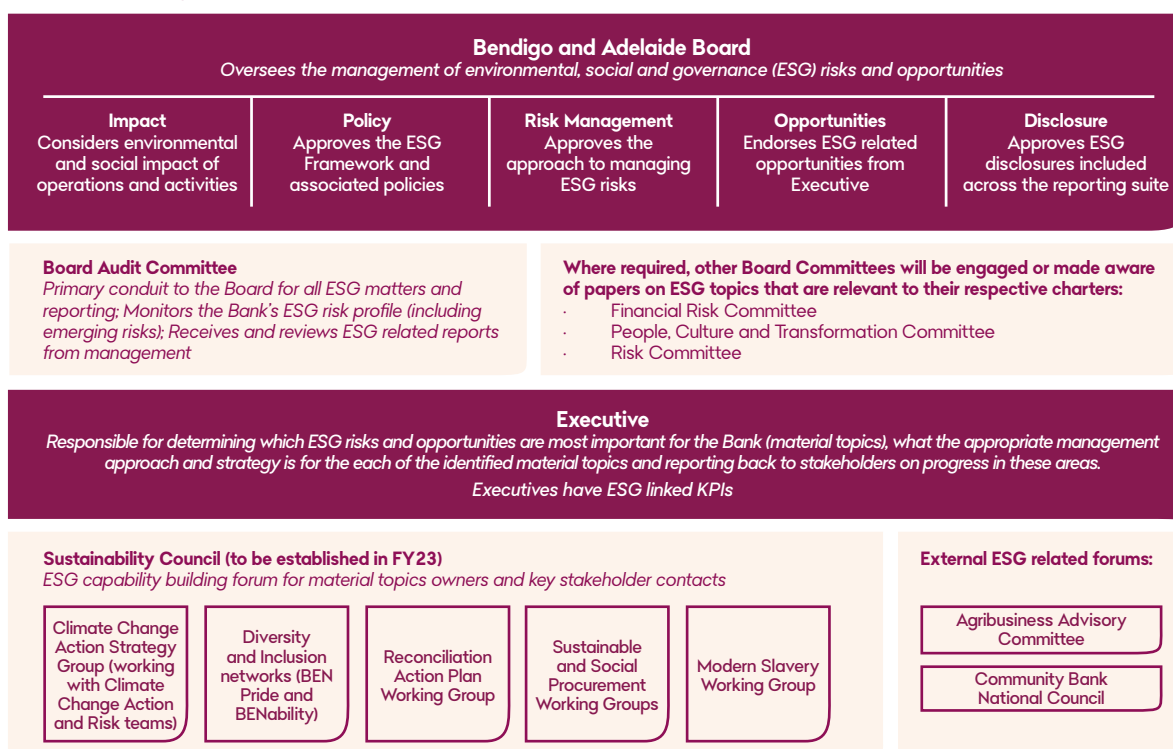 Bendigo and Adelaide Board
Oversees the management of environmental, social and governance (ESG) risks and opportunities
Impact
Considers environmental
and social impact of
operations and activities
Policy
Approves the ESG
Framework and
associated policies
Risk Management
Approves the
approach to managing
ESG risks
Opportunities
Endorses ESG related
opportunities from
Executive
Disclosure
Approves ESG
disclosures included
across the reporting suite
Board Audit Committee
Primary conduit to the Board for all ESG matters and
reporting; Monitors the Bank's ESG risk profile (including
emerging risks); Receives and reviews ESG related reports
from management
Where required, other Board Committees will be engaged or made aware
of papers on ESG topics that are relevant to their respective charters:
· Financial Risk Committee
· People, Culture and Transformation Committee
· Risk Committee
Executive
Responsible for determining which ESG risks and opportunities are most important for the Bank (material topics), what the appropriate management
approach and strategy is for the each of the identified material topics and reporting back to stakeholders on progress in these areas.
Executives have ESG linked KPIs
Sustainability Council (to be established in FY23)
ESG capability building forum for material topics owners and key stakeholder contacts
Climate Change
Action Strategy
Group (working
with Climate
Change Action
and Risk teams)
Diversity
and Inclusion
networks (BEN
Pride and
BENability)
Reconciliation
Action Plan
Working Group
Sustainable
and Social
Procurement
Working Groups
Modern Slavery
Working Group
External ESG related forums:
Agribusiness Advisory
Committee
Community Bank
National Council